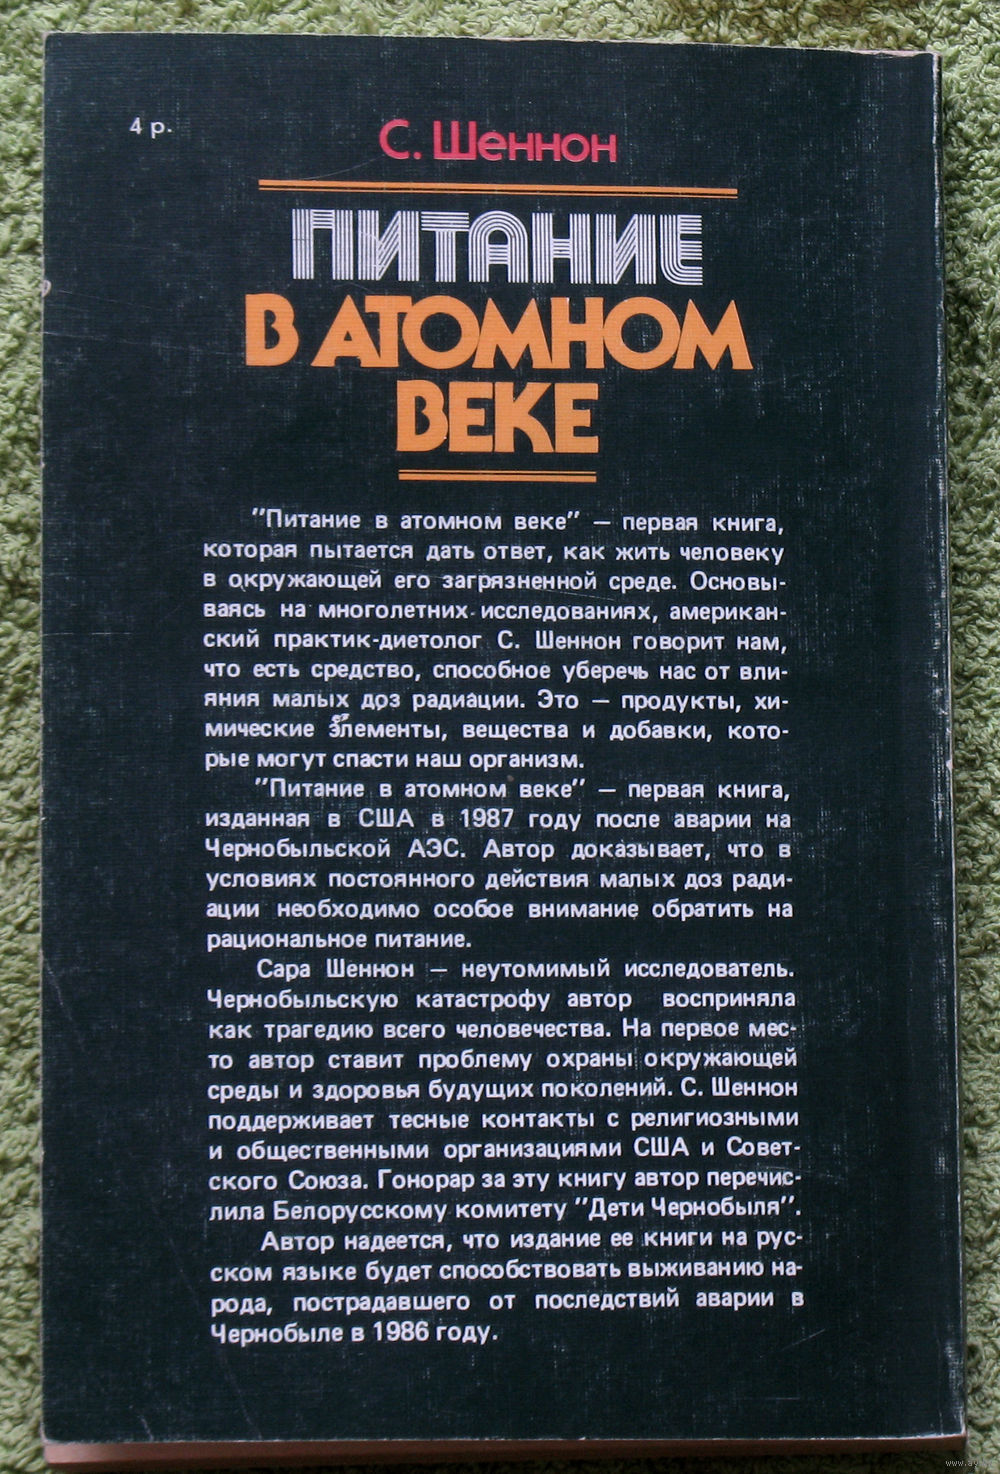 4 р.
С. Шеннон
ПИТАНИЕ
В АТОМНОМ
ВЕКЕ
"Питание в атомном веке" — первая книга,
которая пытается дать ответ, как жить человеку
в окружающей его загрязненной среде. Основы-
ваясь на многолетних исследованиях, американ-
ский практик-диетолог С. Шеннон говорит нам,
что есть средство, способное уберечь нас от вли-
яния малых доз радиации. Это — продукты, хи-
мические элементы, вещества и добавки, кото-
рые могут спасти наш организм.
"Питание в атомном веке" — первая книга,
изданная в США в 1987 году после аварии на
Чернобыльской АЭС. Автор доказывает, что в
условиях постоянного действия малых доз ради-
ации необходимо особое внимание обратить на
рациональное питание.
Сара Шеннон — неутомимый исследователь.
Чернобыльскую катастрофу автор восприняла
как трагедию всего человечества. На первое мес-
то автор ставит проблему охраны окружающей
среды и здоровья будущих поколений. С. Шеннон
поддерживает тесные контакты с религиозными
и общественными организациями США и Совет-
ского Союза. Гонорар за эту книгу автор перечис-
лила Белорусскому комитету "Дети Чернобыля".
Автор надеется, что издание ее книги на рус-
ском языке будет способствовать выживанию на-
рода, пострадавшего от последствий аварии в
Чернобыле в 1986 году.